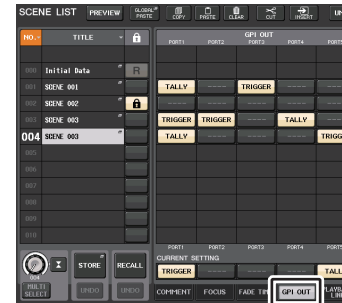 SCENE LIST PREVIEW GLOBAL PASTE COPY PASTE CLEAR CUT INSERT UN
NO. TITLE GPI OUT
PORT1 PORT2 PORT3 PORT4 PORT5
000 Initial Data R
001 SCENE 001 TALLY ---- TRIGGER ----
002 SCENE 002 ---- ---- ---- ----
003 SCENE 003 TRIGGER TRIGGER ---- TALLY
004 SCENE 003 TALLY ---- ---- ---- TRIGG
005
006
007
008
009
010
PORT1 PORT2 PORT3 PORT4 PORT5
CURRENT SETTING
TRIGGER ---- ---- ---- TALL
004 STORE RECALL
MULTI SELECT UNDO UNDO COMMENT FOCUS FADE TIM GPI OUT PLAYBA LIN